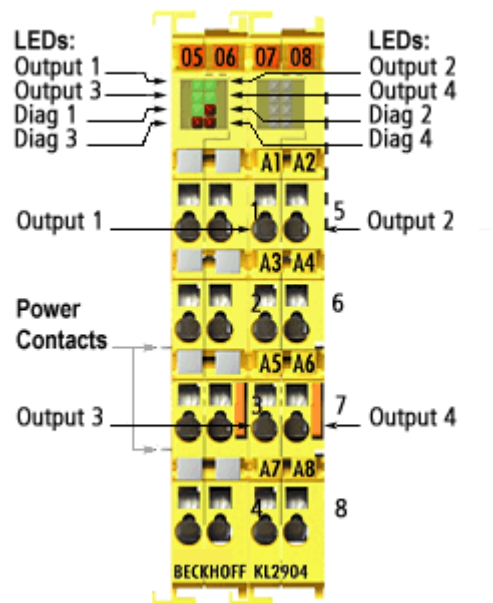 LEDs: LEDs:
Output 1 05 06 07 08 Output 2
Output 3 Output 4
Diag 1 Diag 2
Diag 3 Diag 4
A1 A2
1 5
Output 1 Output 2
A3 A4
2 6
Power
Contacts
A5 A6
3 7
Output 3 Output 4
A7 A8
4 8
BECKHOFF KL2904